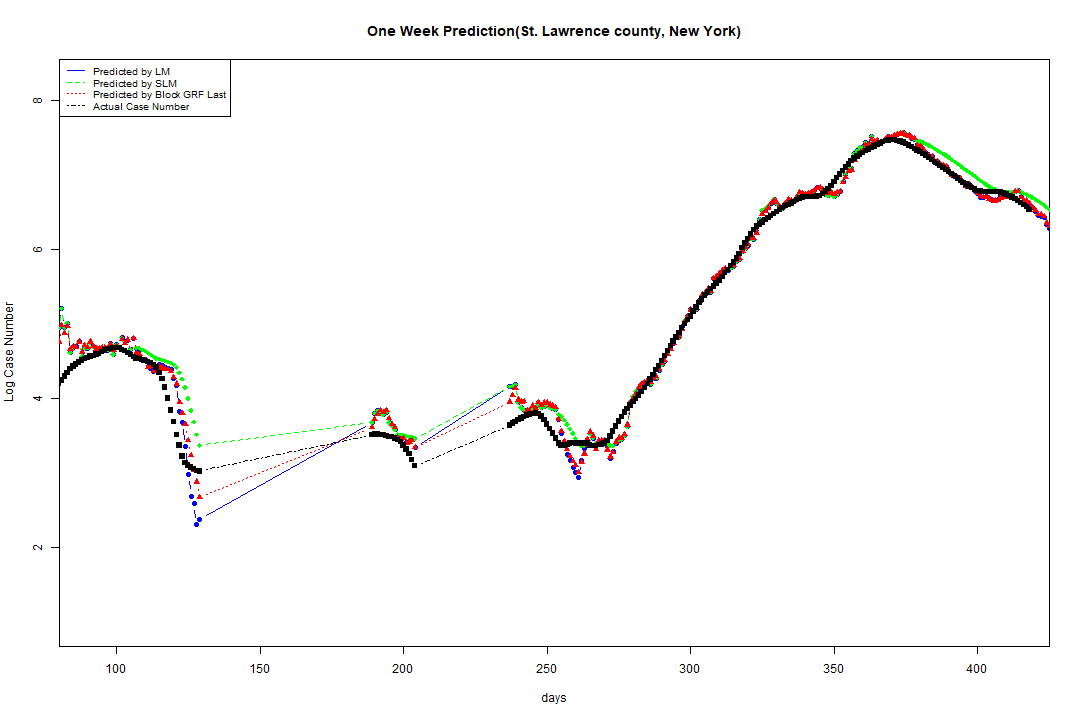 One Week Prediction(St. Lawrence county, New York)
Predicted by LM
Predicted by SLM
Predicted by Block GRF Last
Actual Case Number
8
6
4
2
Log Case Number
100 150 200 250 300 350 400
days